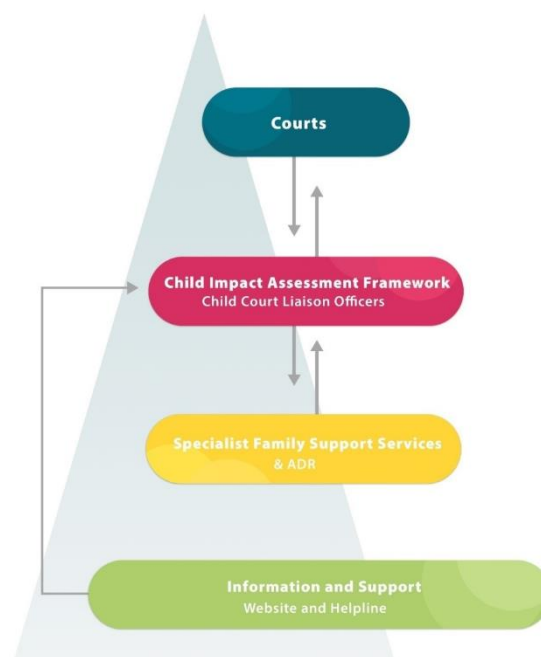 Courts
Child Impact Assessment Framework
Child Court Liaison Officers
Specialist Family Support Services
& ADR
Information and Support
Website and Helpline